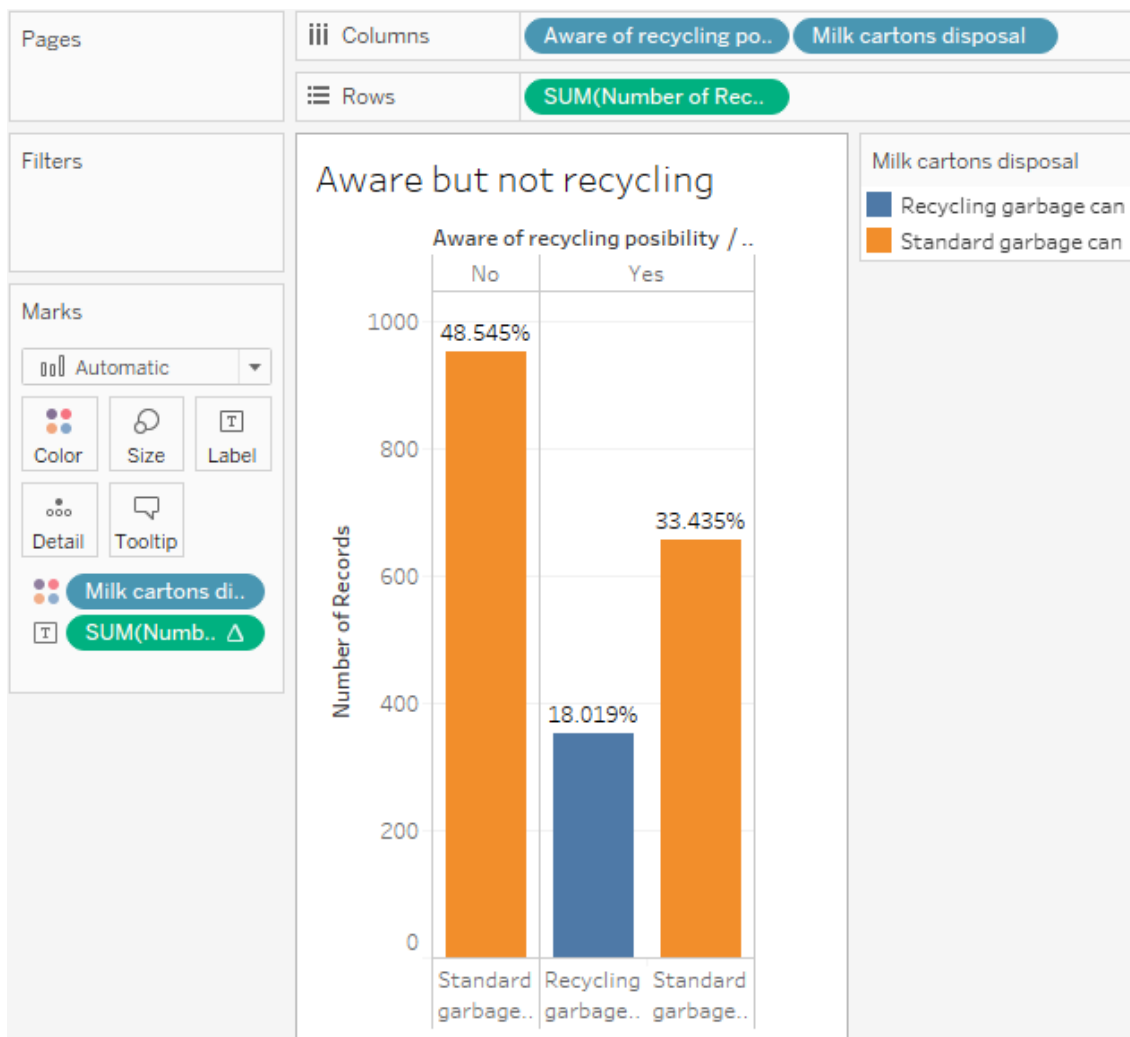 Pages
Columns
Aware of recycling po..
Milk cartons disposal
Rows
SUM(Number of Rec..
Filters
Marks
Automatic
Color
Size
T
Label
Detail
Tooltip
Milk cartons di..
T
SUM(Numb.. Δ
Aware but not recycling
Aware of recycling posibility / ..
No
Yes
1000
800
600
400
200
0
Number of Records
48.545%
18.019%
33.435%
Standard
garbage..
Recycling
garbage..
Standard
garbage..
Milk cartons disposal
Recycling garbage can
Standard garbage can